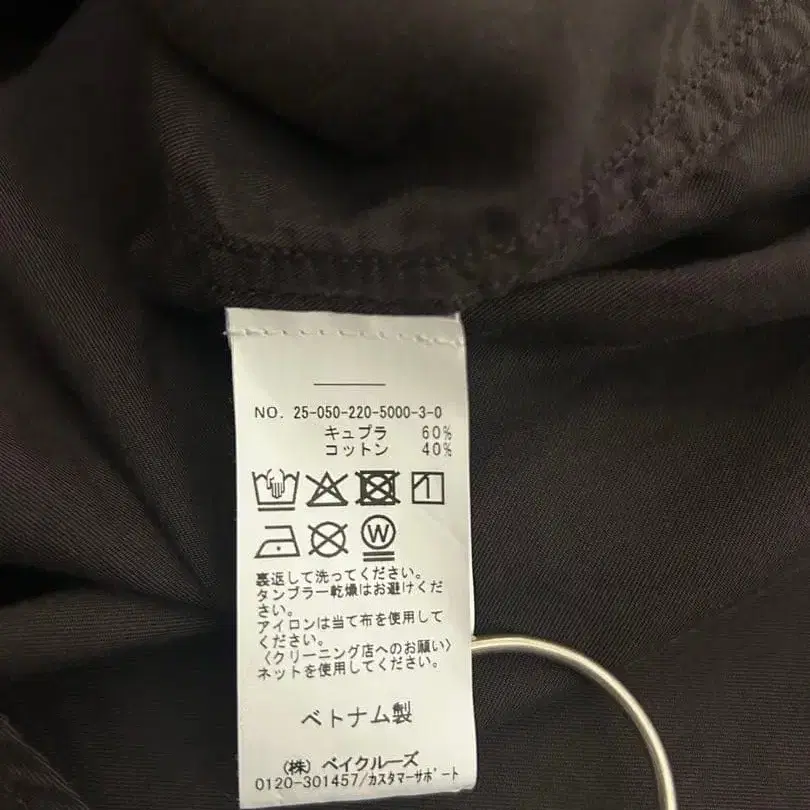 NO. 25-050-220-5000-3-0
キュプラ 60%
コットン 40%
W
裏返して洗ってください。
タンブラー乾燥はお避けくだ
さい。
アイロンは当て布を使用して
ください。
〈クリーニング店へのお願い〉
ネットを使用してください。
ベトナム製
(株) ベイクルーズ
0120-301457/カスタマーサポート